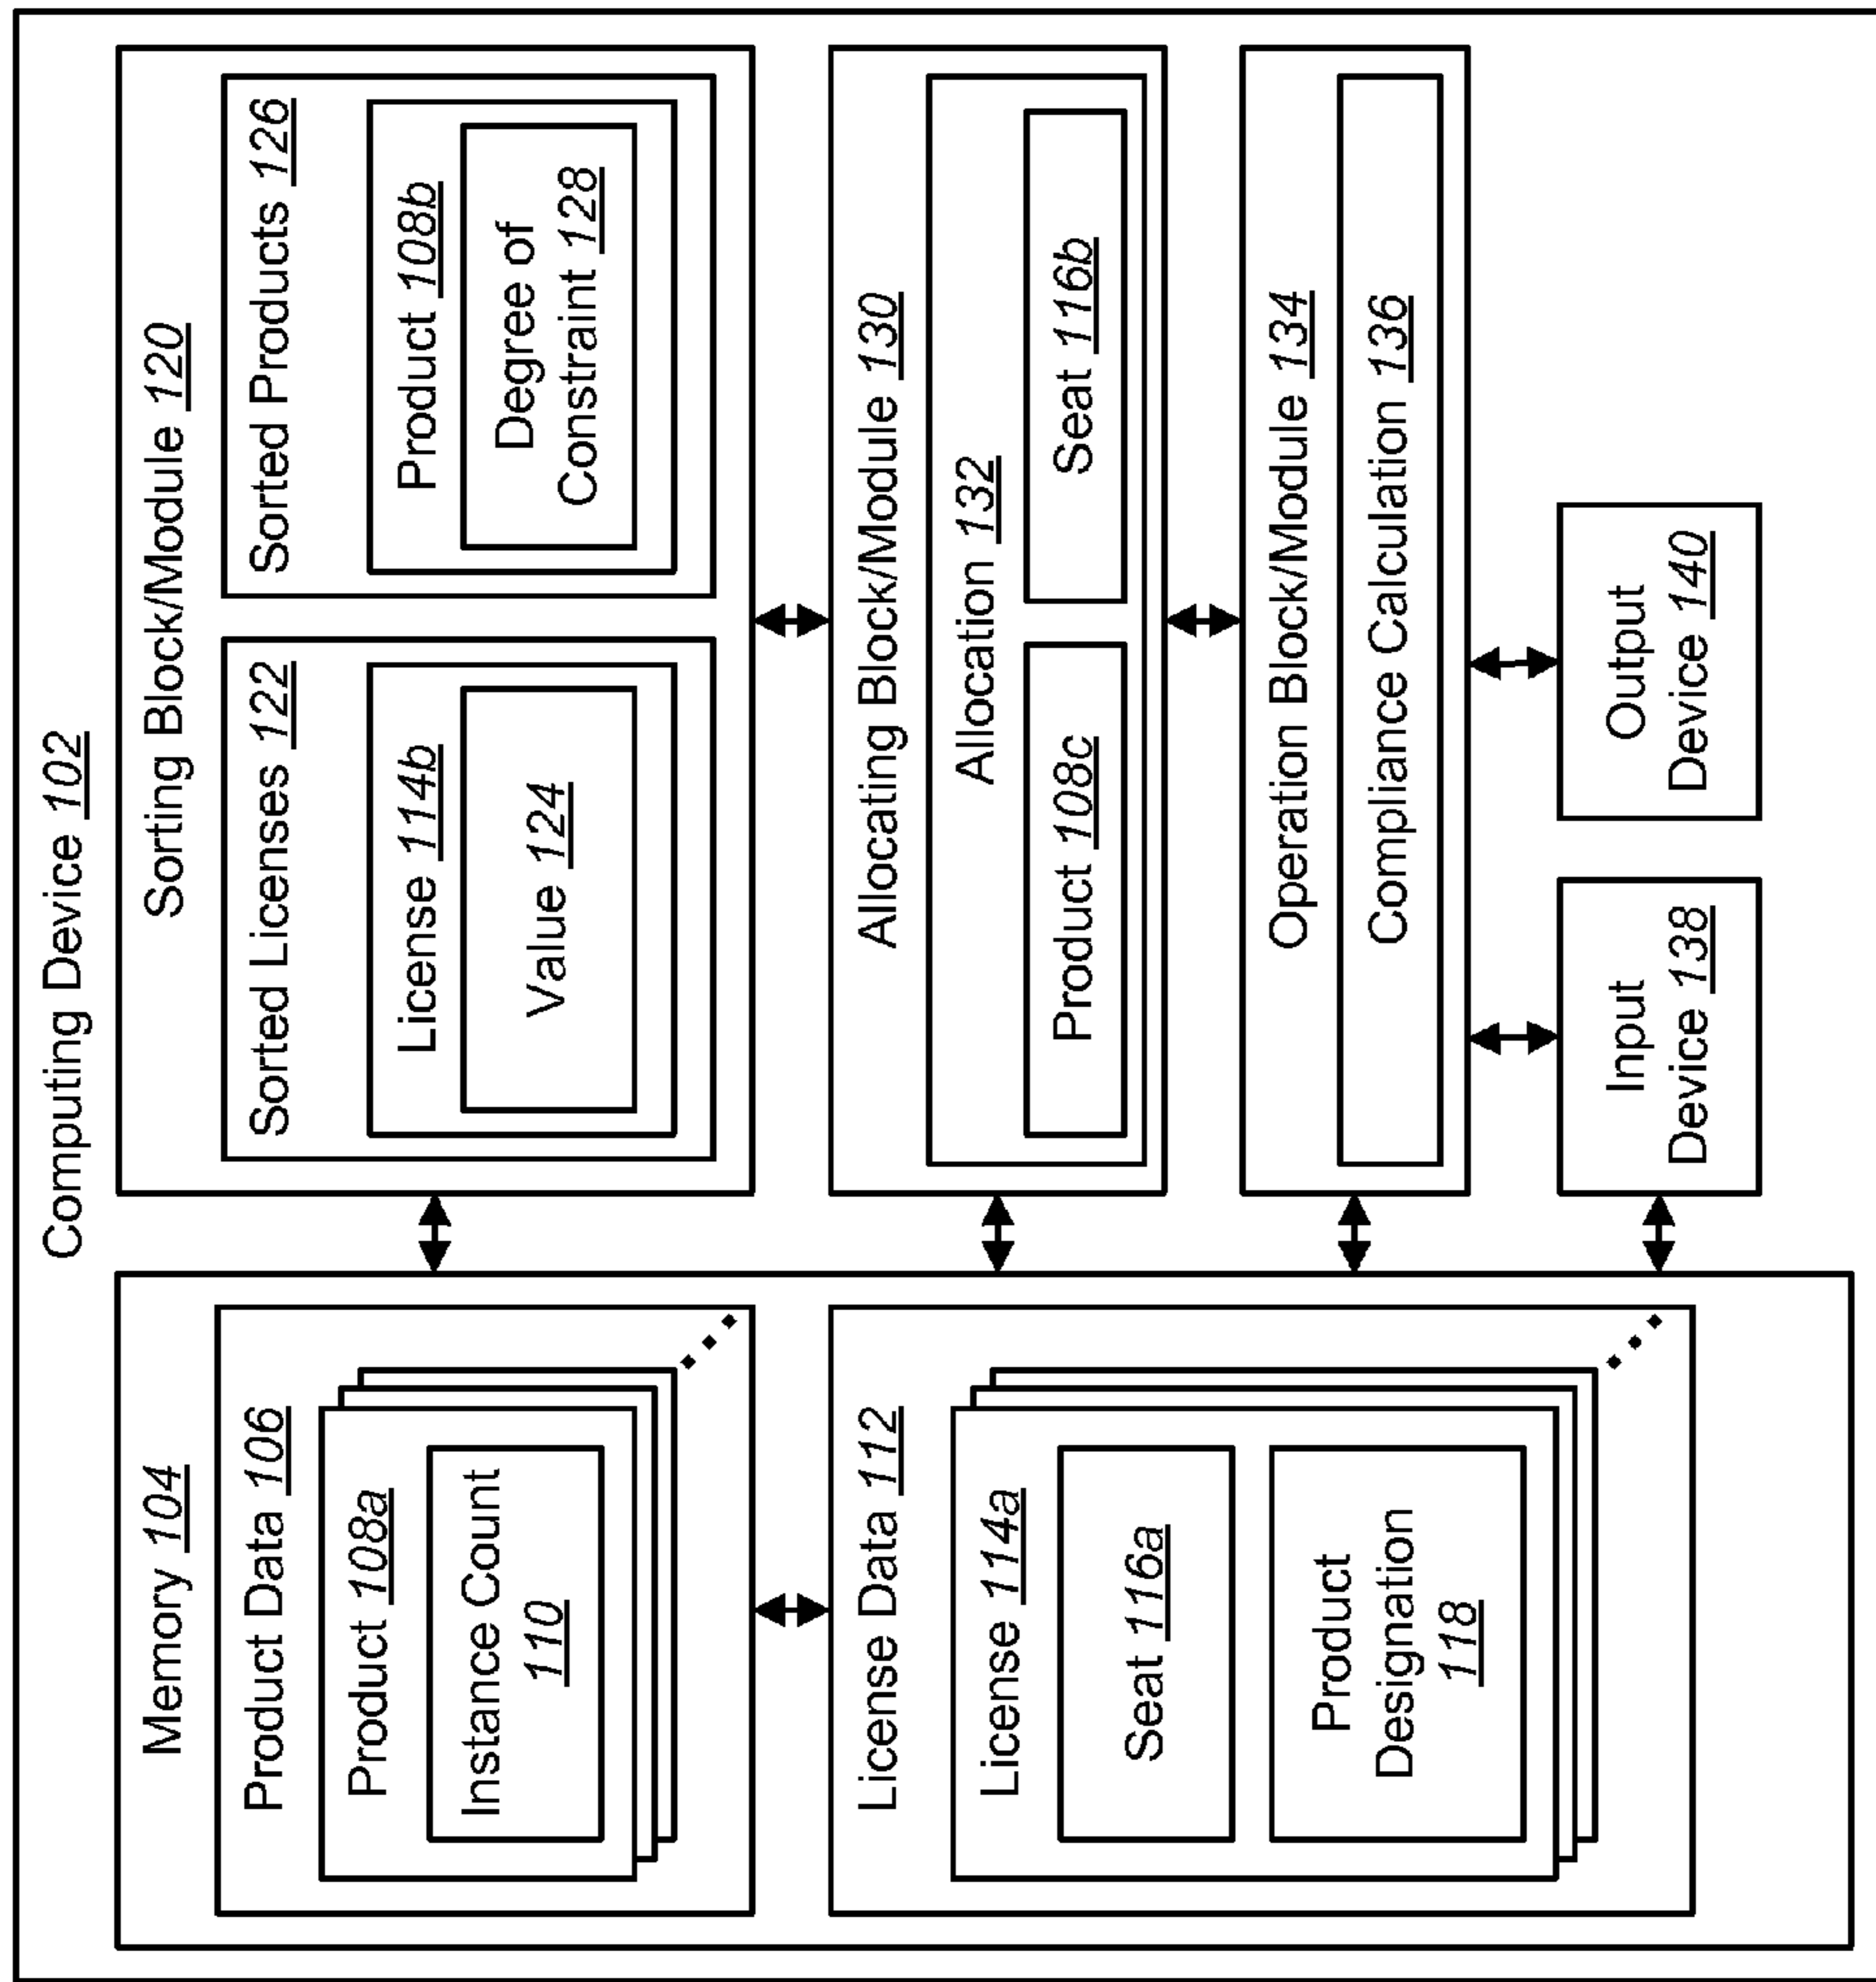 Computing Device 102
Memory 104
Product Data 106
Product 108a
Instance Count
110
License Data 112
License 114a
Seat 116a
Product
Designation
118
Sorting Block/Module 120
Sorted Licenses 122
License 114b
Value 124
Sorted Products 126
Product 108b
Degree of
Constraint 128
Allocating Block/Module 130
Allocation 132
Product 108c
Seat 116b
Operation Block/Module 134
Compliance Calculation 136
Input
Device 138
Output
Device 140